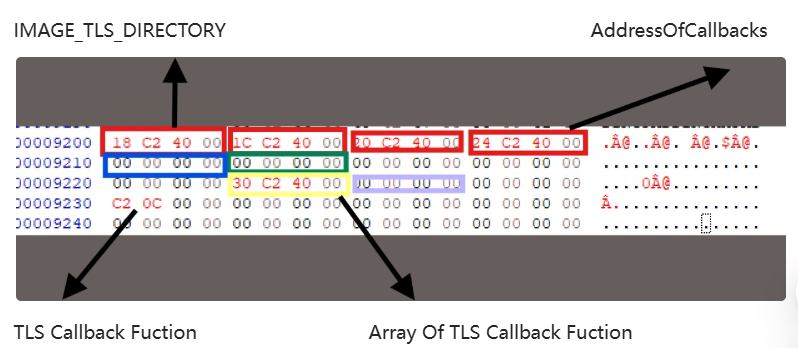 IMAGE_TLS_DIRECTORY AddressOfCallbacks
00009200 18 C2 40 00 1C C2 40 00 20 C2 40 00 24 C2 40 00 .Â@..Â@. Â@.$Â@.
00009210 00 00 00 00 00 00 00 00 00 00 00 00 00 00 00 00 ................
00009220 00 00 00 00 30 C2 40 00 00 00 00 00 00 00 00 00 ....0Â@.........
00009230 C2 0C 00 00 00 00 00 00 00 00 00 00 00 00 00 00 Â...............
00009240 00 00 00 00 00 00 00 00 00 00 00 00 00 00 00 00 ................
TLS Callback Fuction Array Of TLS Callback Fuction